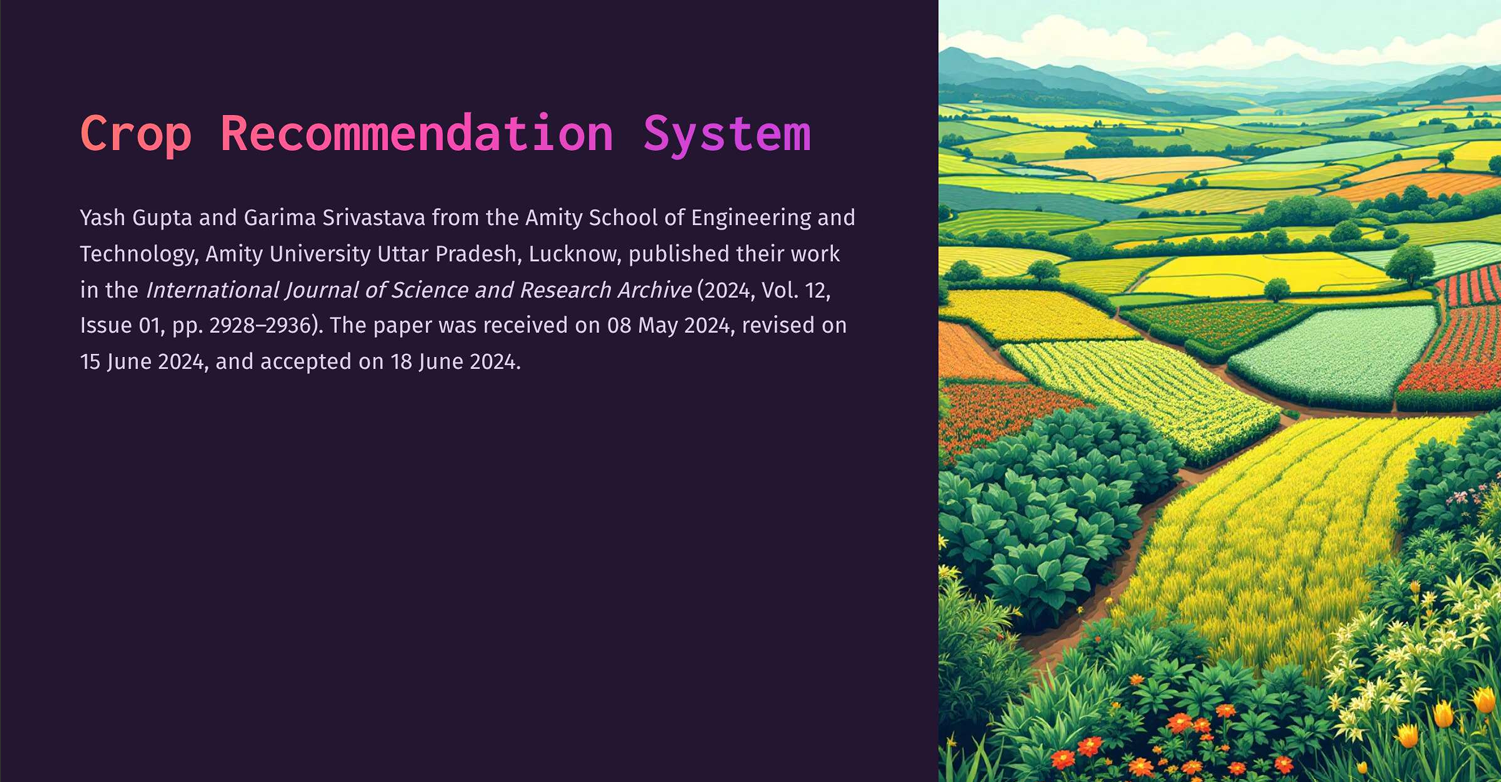 Crop Recommendation System
Yash Gupta and Garima Srivastava from the Amity School of Engineering and
Technology, Amity University Uttar Pradesh, Lucknow, published their work
in the International Journal of Science and Research Archive (2024, Vol. 12,
Issue 01, pp. 2928–2936). The paper was received on 08 May 2024, revised on
15 June 2024, and accepted on 18 June 2024.